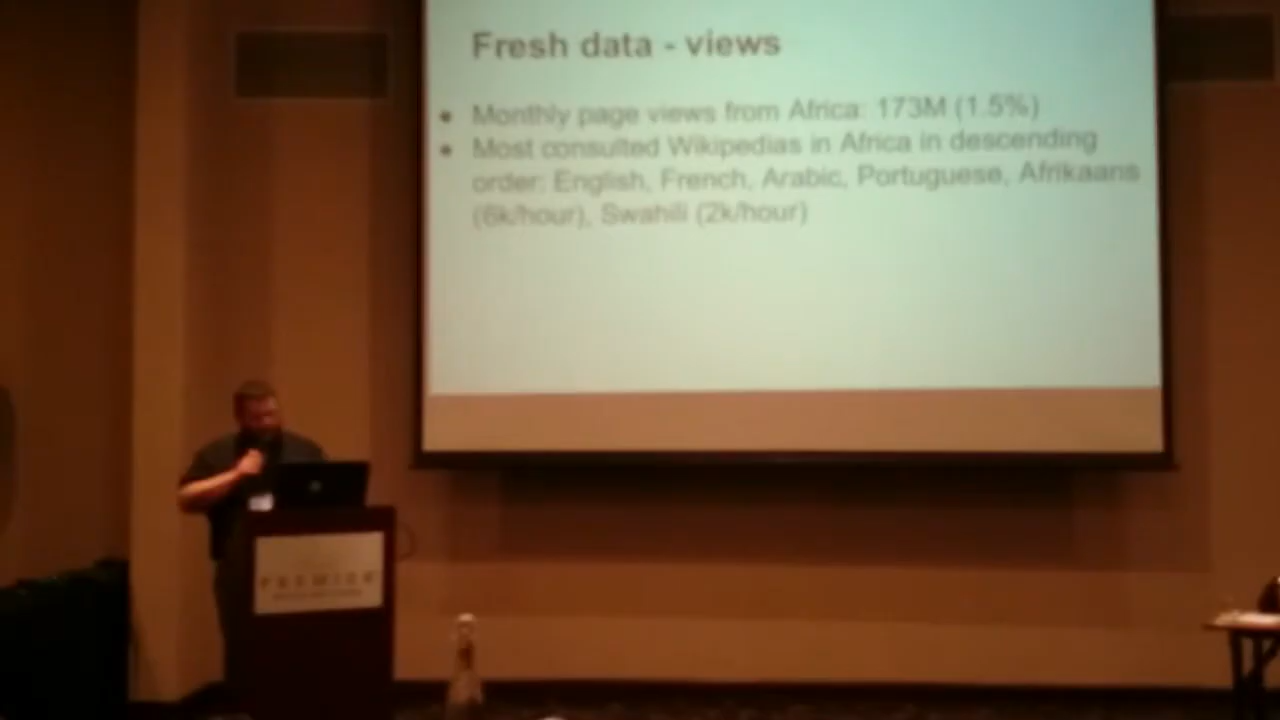 Fresh data - views
• Monthly page views from Africa: 173M (1.5%)
• Most consulted Wikipedias in Africa in descending
order: English, French, Arabic, Portuguese, Afrikaans
(6k/hour), Swahili (2k/hour)
PREMIER